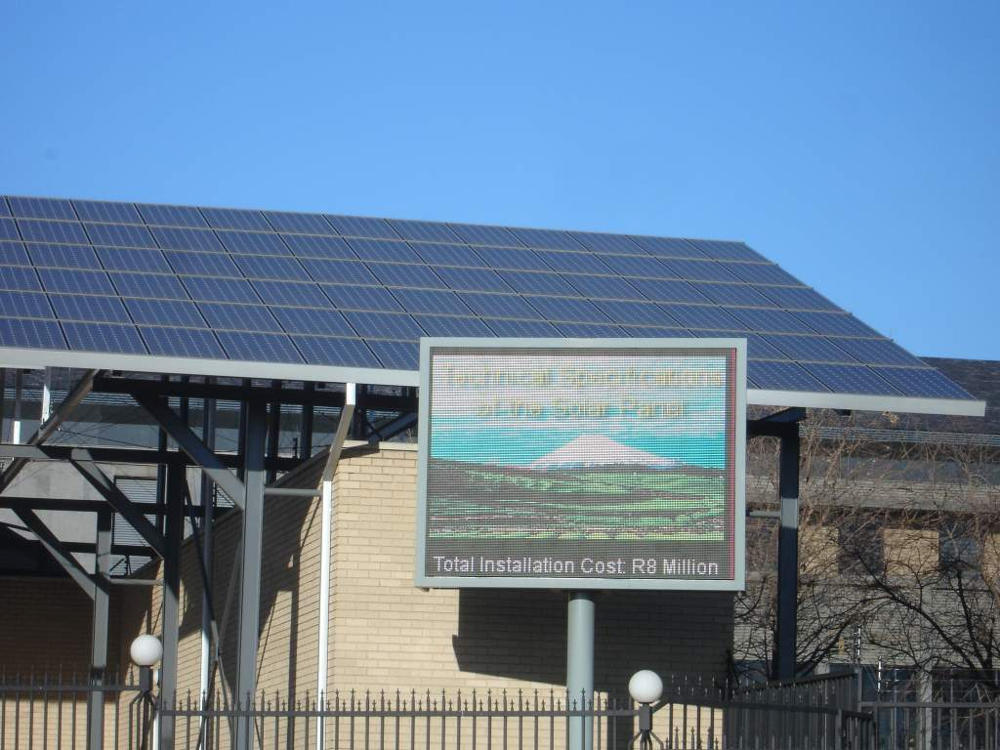 Technical Specifications
of the Solar Panel
Total Installation Cost: R8 Million